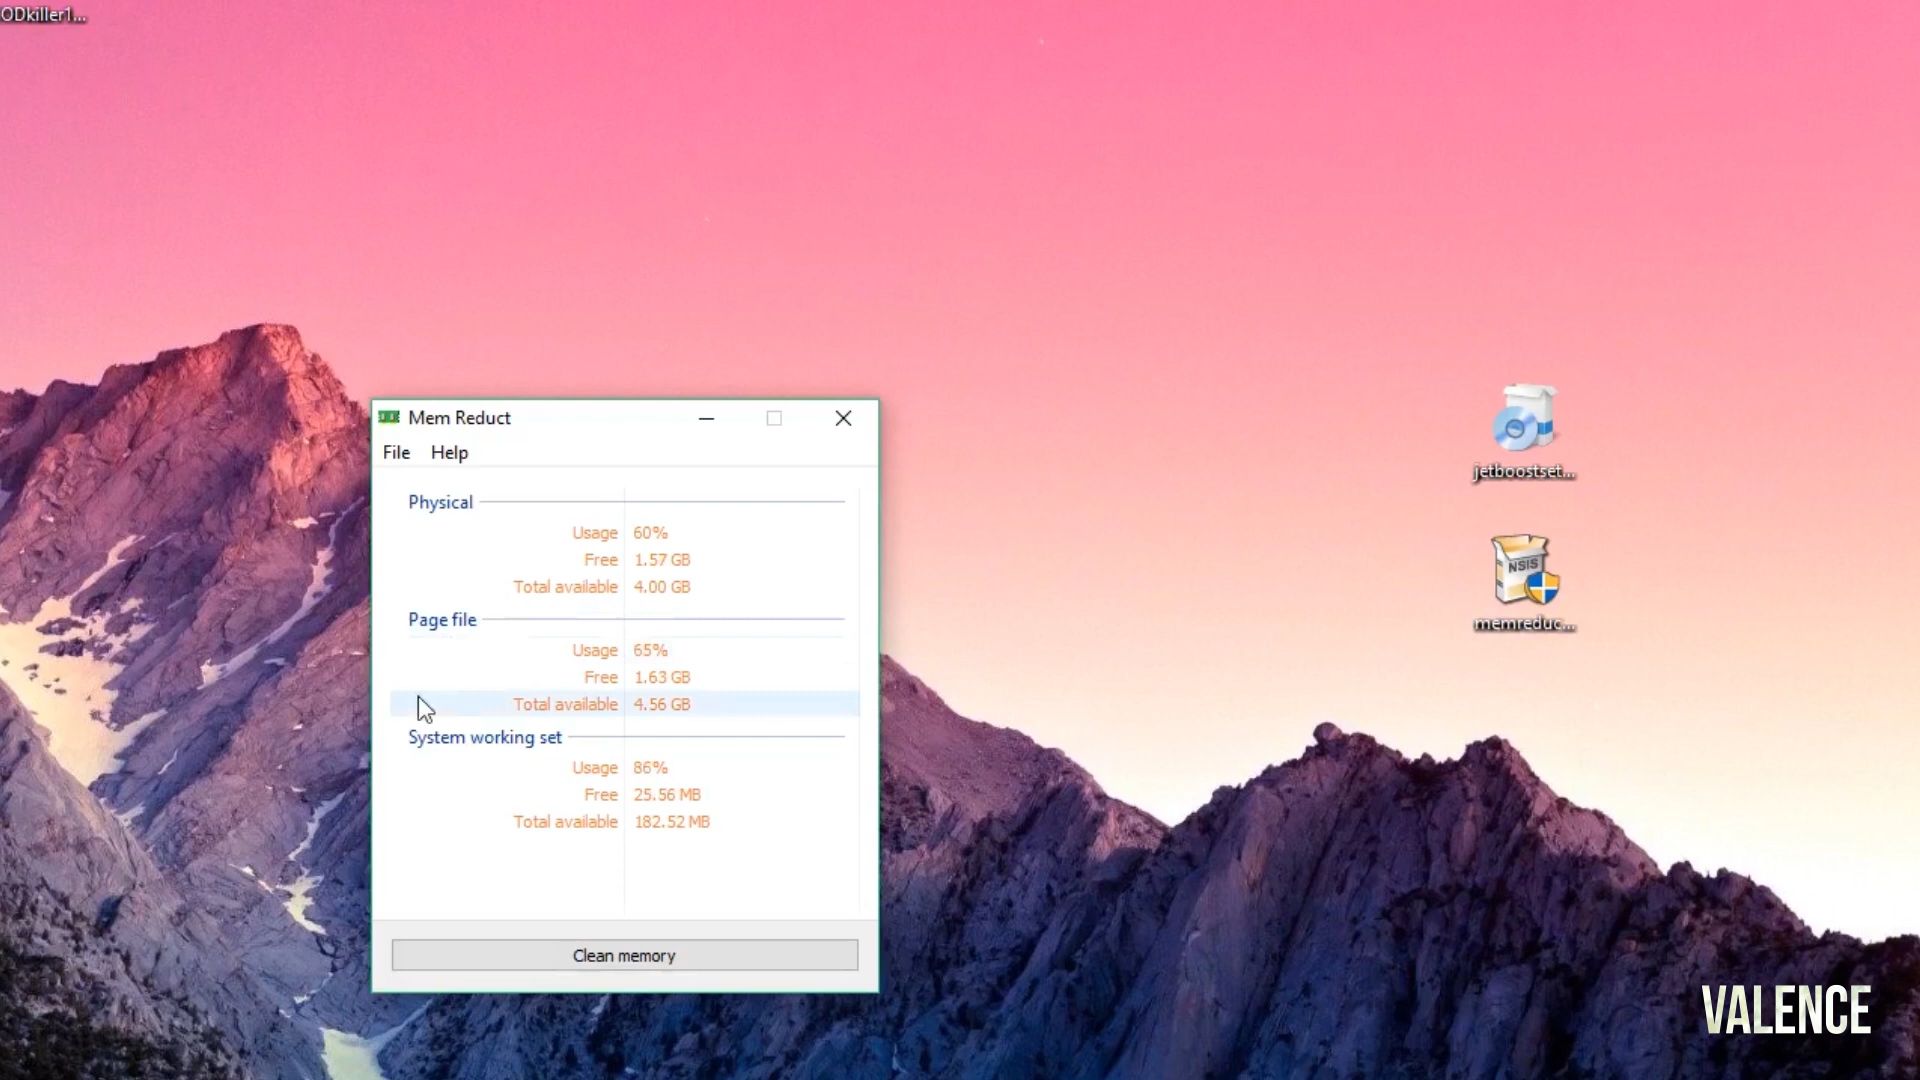 ODkiller1...
Mem Reduct
File Help
Physical
Usage 60%
Free 1.57 GB
Total available 4.00 GB
Page file
Usage 65%
Free 1.63 GB
Total available 4.56 GB
System working set
Usage 86%
Free 25.56 MB
Total available 182.52 MB
Clean memory
jetboostset...
NSIS
memreduc...
VALENCE